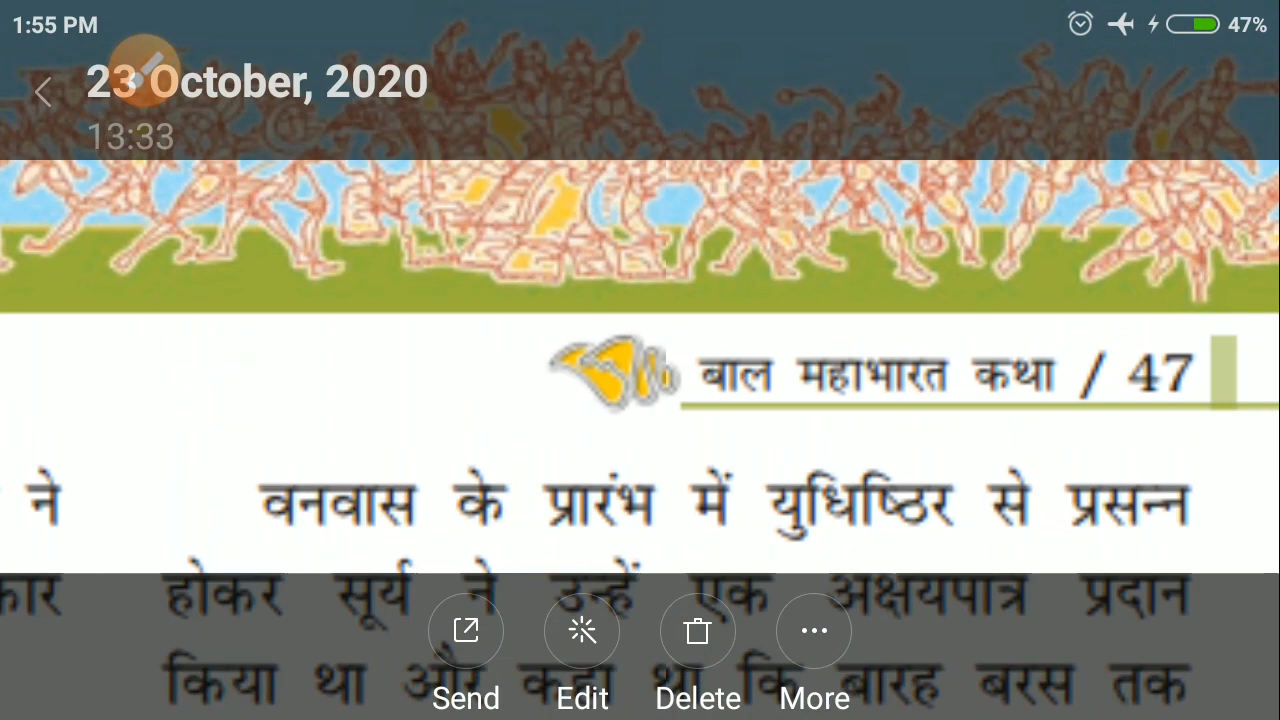 1:55 PM
47%
23 October, 2020
13:33
बाल महाभारत कथा / 47
ने
वनवास के प्रारंभ में युधिष्ठिर से प्रसन्न
कार
होकर सूर्य ने उन्हें एक अक्षयपात्र प्रदान
किया था और कहा था कि बारह बरस तक
Send Edit Delete More